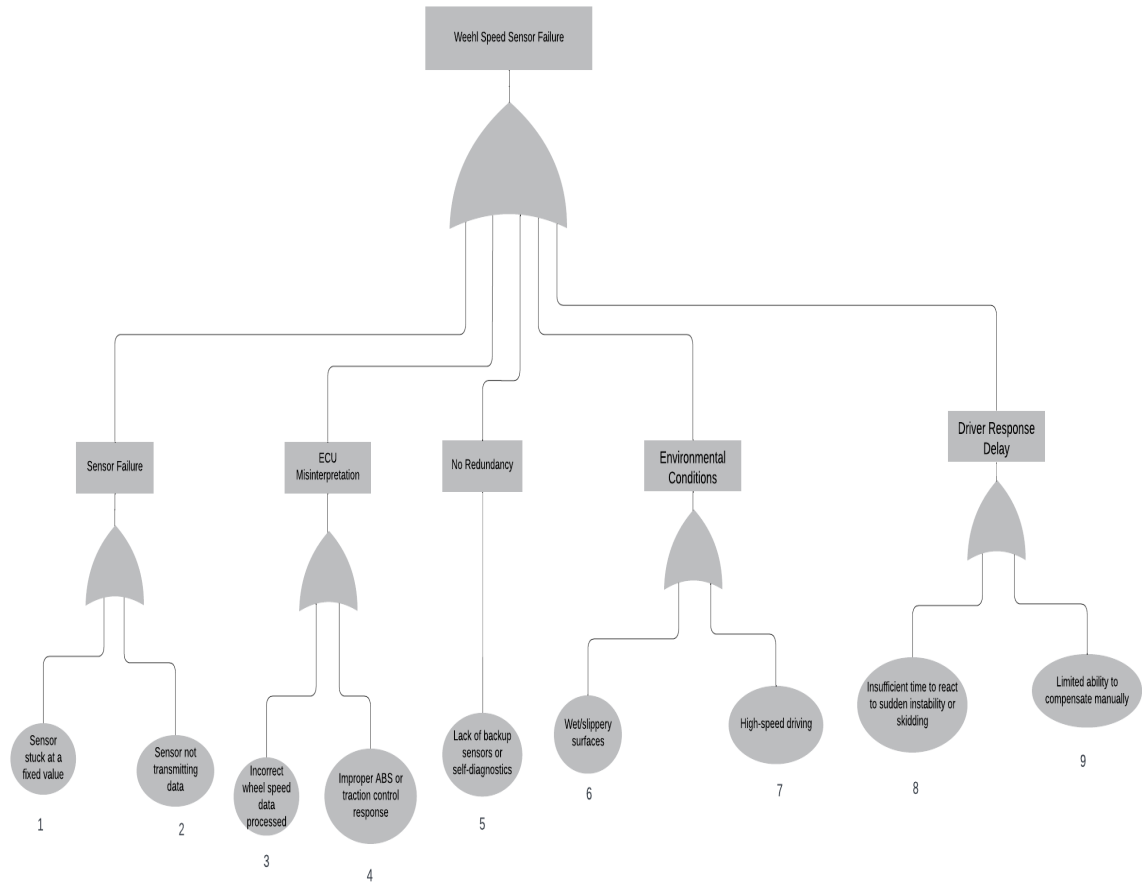 Weehl Speed Sensor Failure
Sensor Failure
ECU
Misinterpretation
No Redundancy
Environmental
Conditions
Driver Response
Delay
Sensor
stuck at a
fixed value
Sensor not
transmitting
data
Incorrect
wheel speed
data
processed
Improper ABS or
traction control
response
Lack of backup
sensors or
self-diagnostics
Wet/slippery
surfaces
High-speed driving
Insufficient time to react
to sudden instability or
skidding
Limited ability to
compensate manually
1
2
3
4
5
6
7
8
9